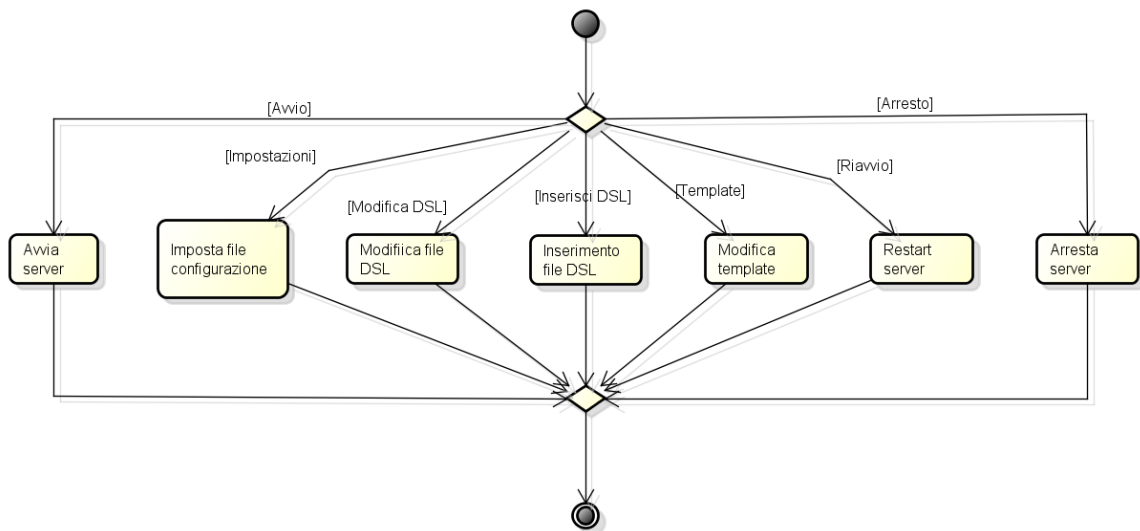 [Avvio]
[Arresto]
[Impostazioni]
[Riavvio]
[Modifica DSL]
[Inserisci DSL]
[Template]
Avvia
server
Imposta file
configurazione
Modifiica file
DSL
Inserimento
file DSL
Modifica
template
Restart
server
Arresta
server